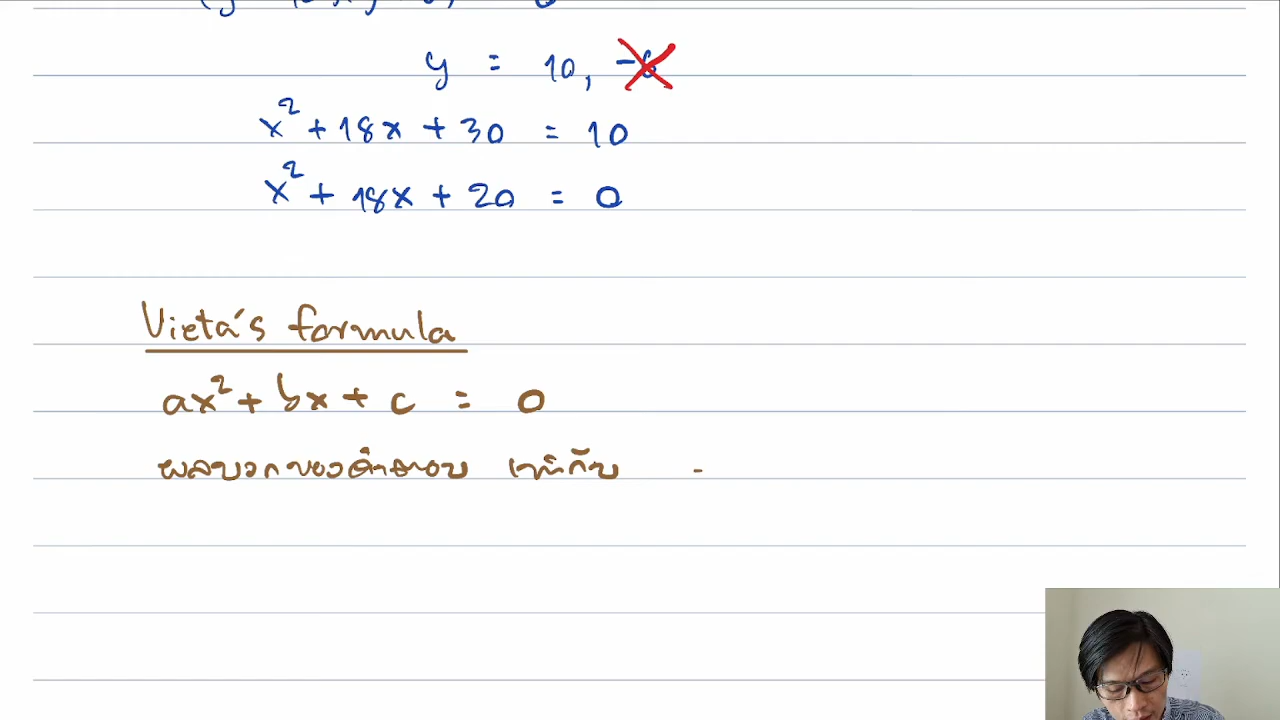 y = 10, -6
x² + 18x + 30 = 10
x² + 18x + 20 = 0
Vieta's formula
ax² + bx + c = 0
ผลบวกของคำตอบ เท่ากับ -